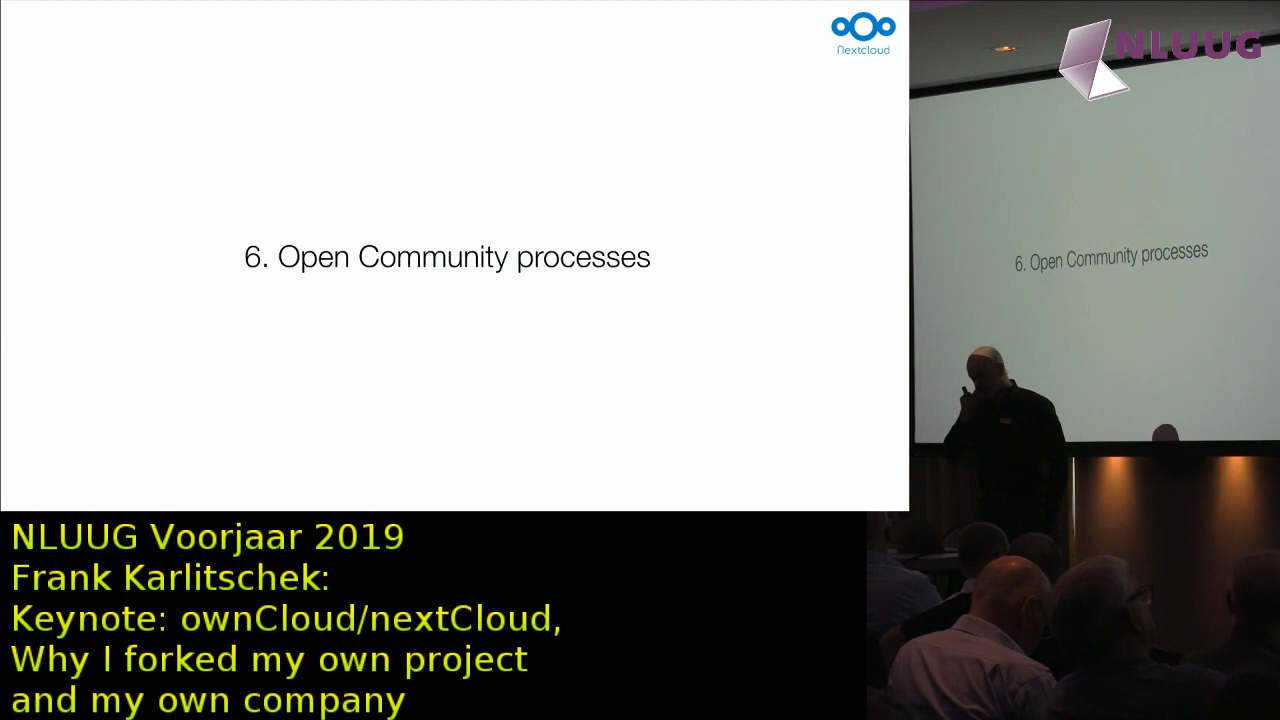 Nextcloud
NLUUG
6. Open Community processes
6. Open Community processes
NLUUG Voorjaar 2019
Frank Karlitschek:
Keynote: ownCloud/nextCloud,
Why I forked my own project
and my own company